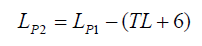 L_{P2} = L_{P1} − (TL + 6)